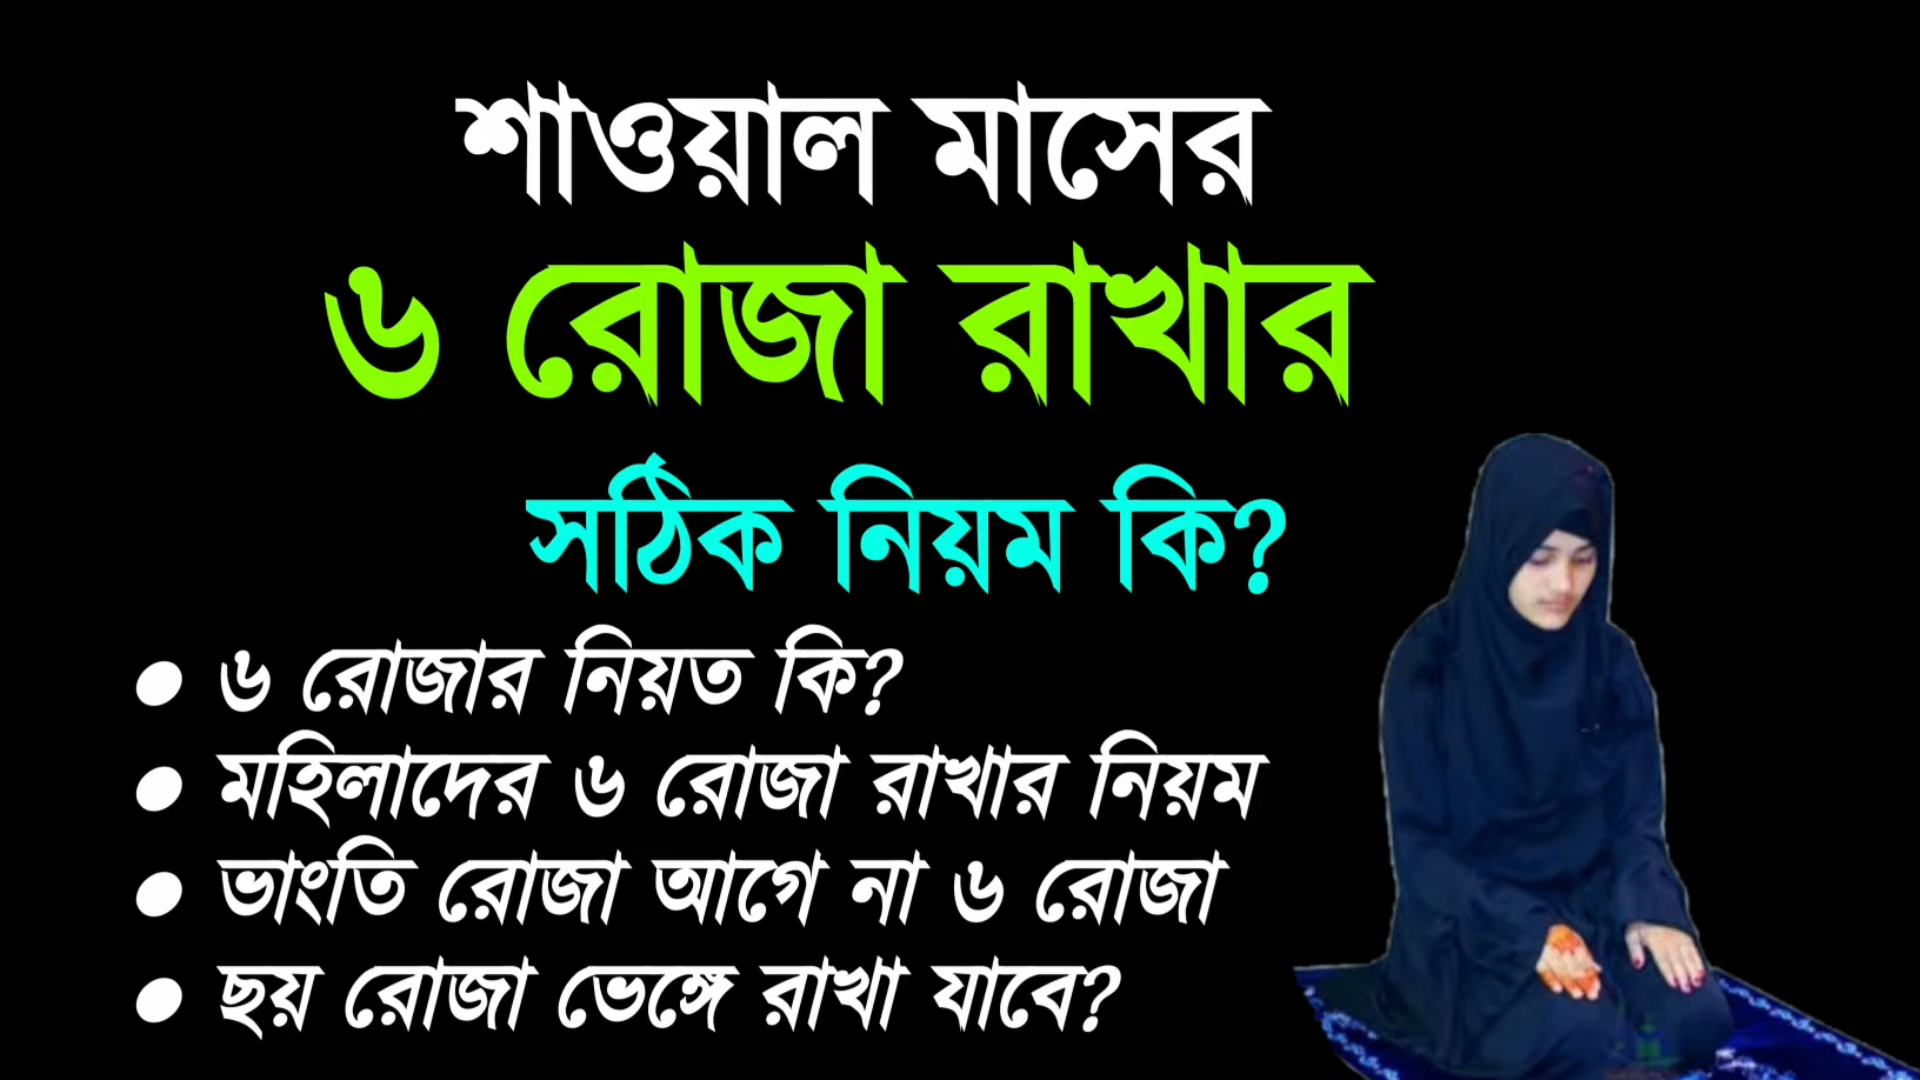 শাওয়াল মাসের
৬ রোজা রাখার
সঠিক নিয়ম কি?
• ৬ রোজার নিয়ত কি?
• মহিলাদের ৬ রোজা রাখার নিয়ম
• ভাংতি রোজা আগে না ৬ রোজা
• ছয় রোজা ভেঙ্গে রাখা যাবে?